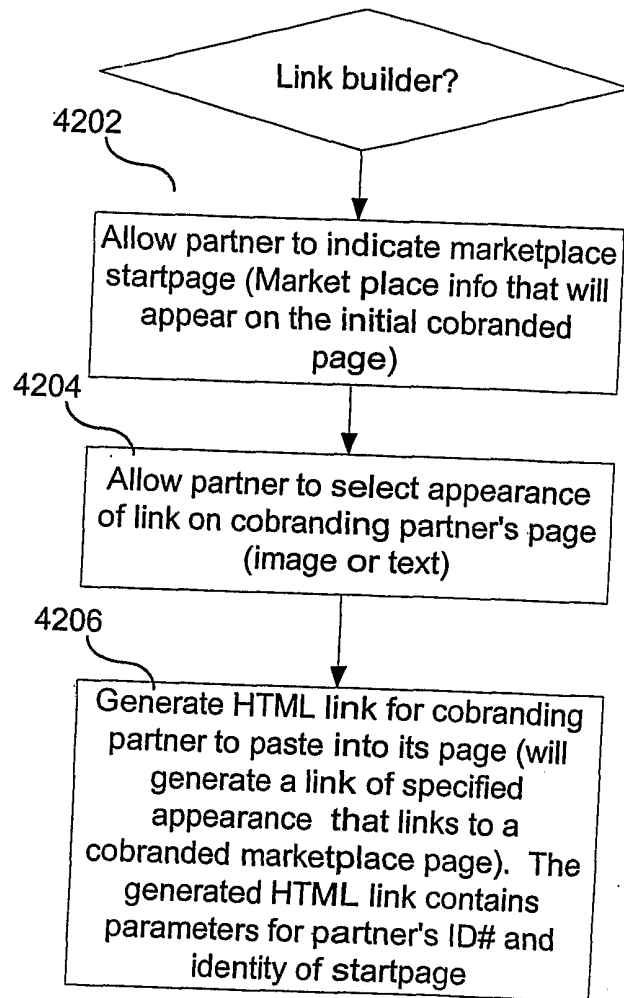 Link builder?
4202
Allow partner to indicate marketplace
startpage (Market place info that will
appear on the initial cobranded
page)
4204
Allow partner to select appearance
of link on cobranding partner's page
(image or text)
4206
Generate HTML link for cobranding
partner to paste into its page (will
generate a link of specified
appearance that links to a
cobranded marketplace page). The
generated HTML link contains
parameters for partner's ID# and
identity of startpage